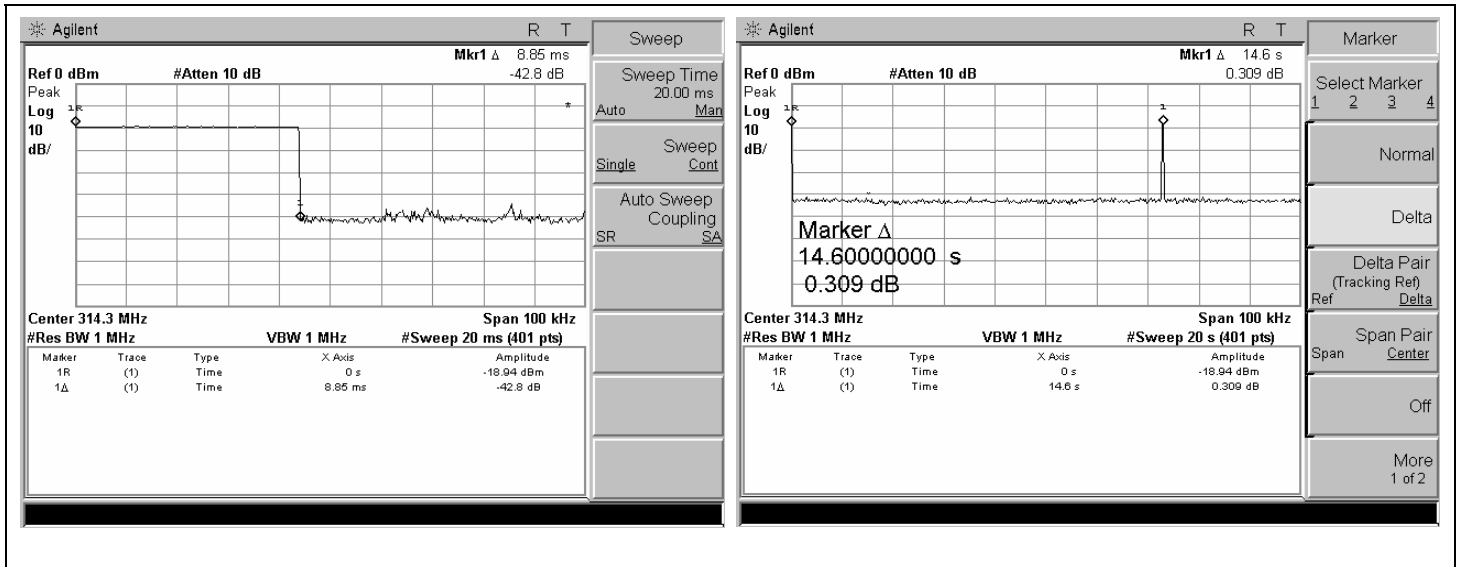 Agilent R T
Mkr1 Δ 8.85 ms
Ref 0 dBm #Atten 10 dB -42.8 dB
Peak
Log
10
dB/
1R
*
1
Center 314.3 MHz Span 100 kHz
#Res BW 1 MHz VBW 1 MHz #Sweep 20 ms (401 pts)
Marker Trace Type X Axis Amplitude
1R (1) Time 0 s -18.94 dBm
1Δ (1) Time 8.85 ms -42.8 dB
Sweep
Sweep Time
20.00 ms
Auto Man
Sweep
Single Cont
Auto Sweep
Coupling
SR SA
Agilent R T
Mkr1 Δ 14.6 s
Ref 0 dBm #Atten 10 dB 0.309 dB
Peak
Log
10
dB/
1R
1
Marker Δ
14.60000000 s
0.309 dB
Center 314.3 MHz Span 100 kHz
#Res BW 1 MHz VBW 1 MHz #Sweep 20 s (401 pts)
Marker Trace Type X Axis Amplitude
1R (1) Time 0 s -18.94 dBm
1Δ (1) Time 14.6 s 0.309 dB
Marker
Select Marker
1 2 3 4
Normal
Delta
Delta Pair
(Tracking Ref)
Ref Delta
Span Pair
Span Center
Off
More
1 of 2